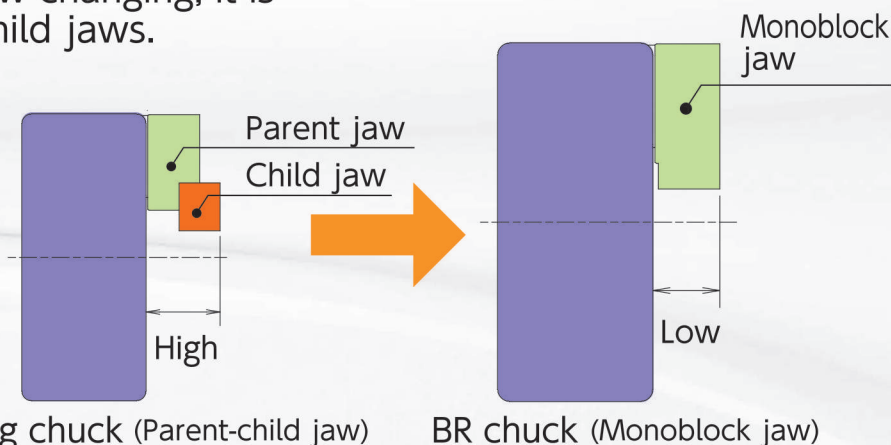 hild jaws.
Monoblock
jaw
Parent jaw
Child jaw
High
Low
g chuck (Parent-child jaw)
BR chuck (Monoblock jaw)